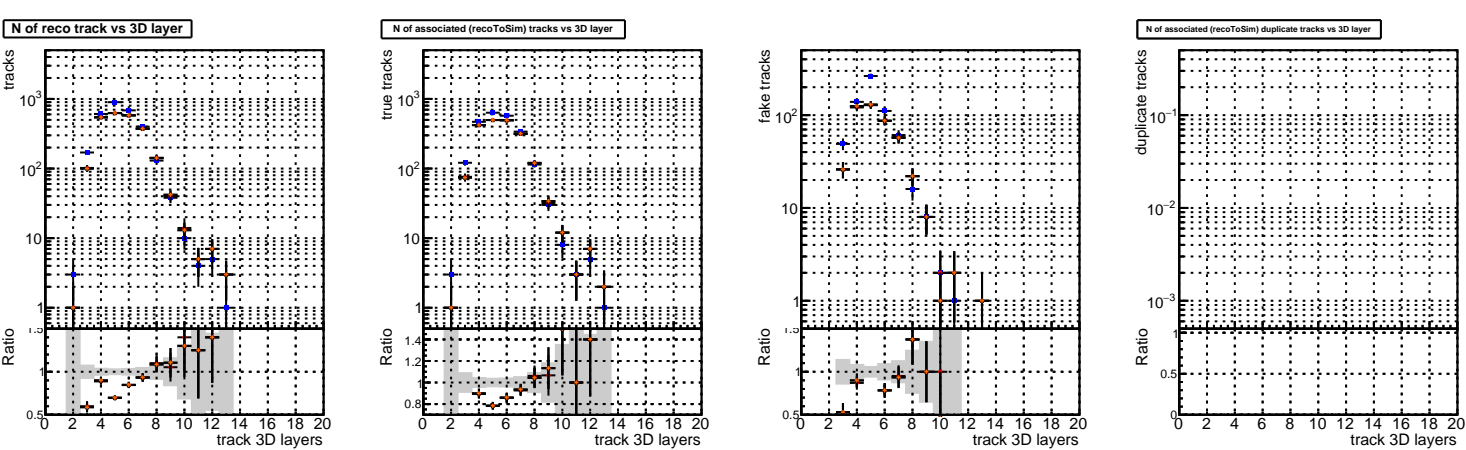 N of reco track vs 3D layer
tracks
10³
10²
10
1
Ratio
1.5
1
0.5
0 2 4 6 8 10 12 14 16 18 20
track 3D layers
N of associated (recoToSim) tracks vs 3D layer
true tracks
10³
10²
10
1
Ratio
1.4
1.2
1
0.8
0 2 4 6 8 10 12 14 16 18 20
track 3D layers
fake tracks
10²
10
1
Ratio
1.5
1
0.5
0 2 4 6 8 10 12 14 16 18 20
track 3D layers
N of associated (recoToSim) duplicate tracks vs 3D layer
duplicate tracks
10⁻¹
10⁻²
10⁻³
Ratio
1
0.5
0
0 2 4 6 8 10 12 14 16 18 20
track 3D layers